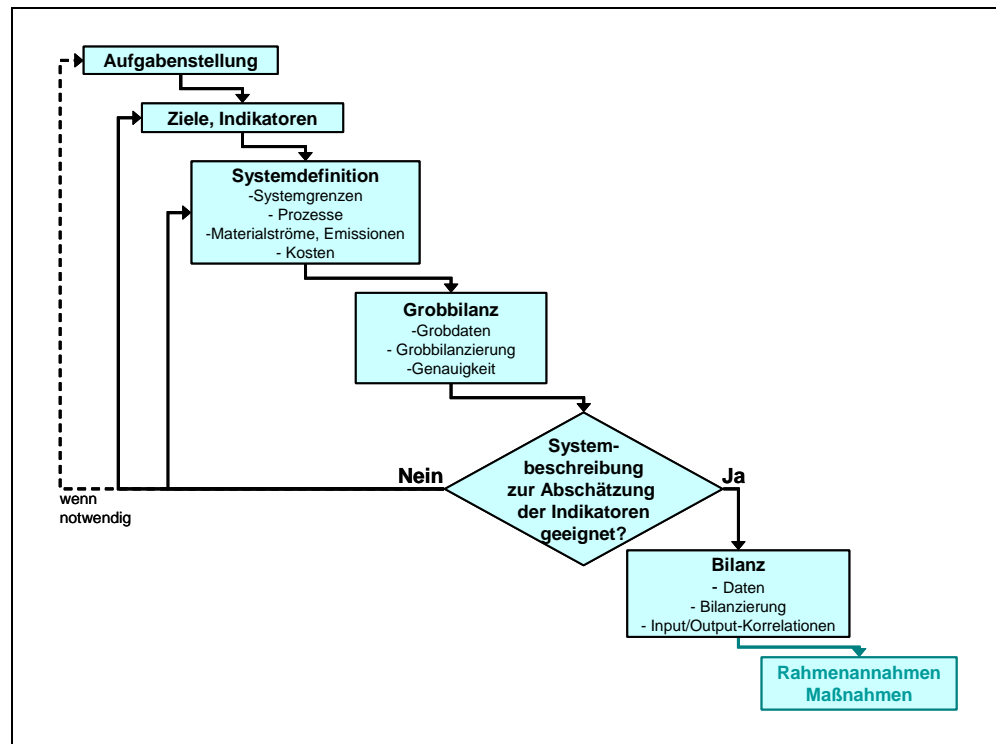 Aufgabenstellung
Ziele, Indikatoren
Systemdefinition
-Systemgrenzen
- Prozesse
-Materialströme, Emissionen
- Kosten
Grobbilanz
-Grobdaten
- Grobbilanzierung
-Genauigkeit
System-
beschreibung
zur Abschätzung
der Indikatoren
geeignet?
Nein
Ja
wenn
notwendig
Bilanz
- Daten
- Bilanzierung
- Input/Output-Korrelationen
Rahmenannahmen
Maßnahmen